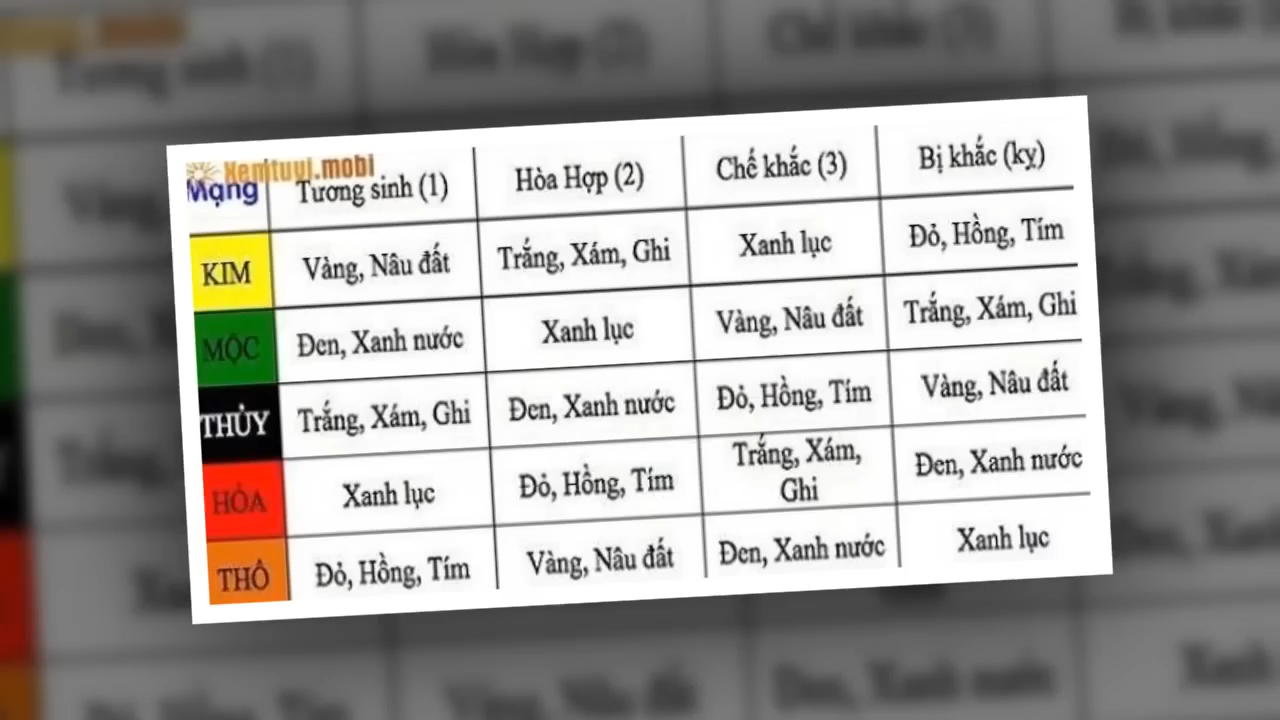 Xemtuvi.mobi
Mạng Tương sinh (1) Hòa Hợp (2) Chế khắc (3) Bị khắc (kỵ)
KIM Vàng, Nâu đất Trắng, Xám, Ghi Xanh lục Đỏ, Hồng, Tím
MỘC Đen, Xanh nước Xanh lục Vàng, Nâu đất Trắng, Xám, Ghi
THỦY Trắng, Xám, Ghi Đen, Xanh nước Đỏ, Hồng, Tím Vàng, Nâu đất
HỎA Xanh lục Đỏ, Hồng, Tím Trắng, Xám, Ghi Đen, Xanh nước
THỔ Đỏ, Hồng, Tím Vàng, Nâu đất Đen, Xanh nước Xanh lục